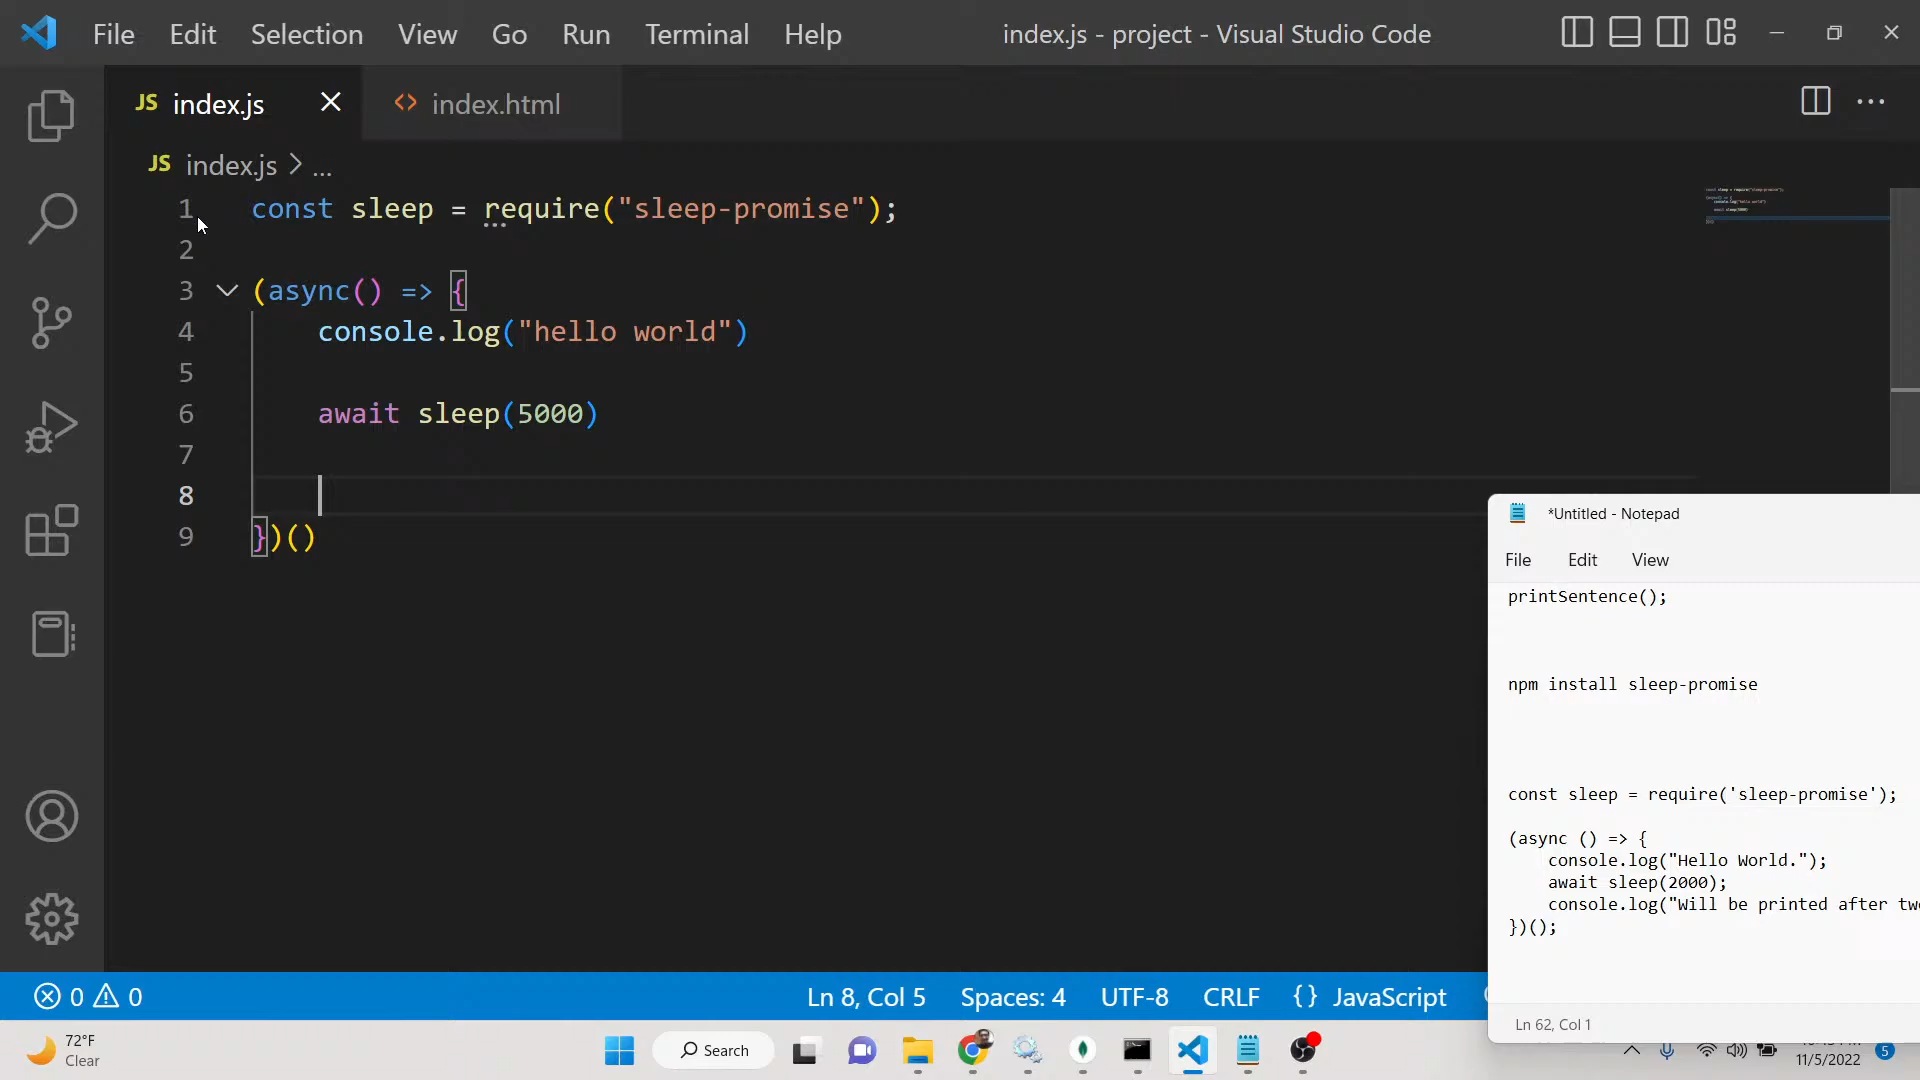 File Edit Selection View Go Run Terminal Help index.js - project - Visual Studio Code
JS index.js index.html
JS index.js > ...
1 const sleep = require("sleep-promise");
2
3 (async() => {
4 console.log("hello world")
5
6 await sleep(5000)
7
8
9 })()
*Untitled - Notepad
File Edit View
printSentence();
npm install sleep-promise
const sleep = require('sleep-promise');
(async () => {
console.log("Hello World.");
await sleep(2000);
console.log("Will be printed after
})();
Ln 62, Col 1
0 0 Ln 8, Col 5 Spaces: 4 UTF-8 CRLF {} JavaScript
72°F
Clear
Search
11/5/2022
5